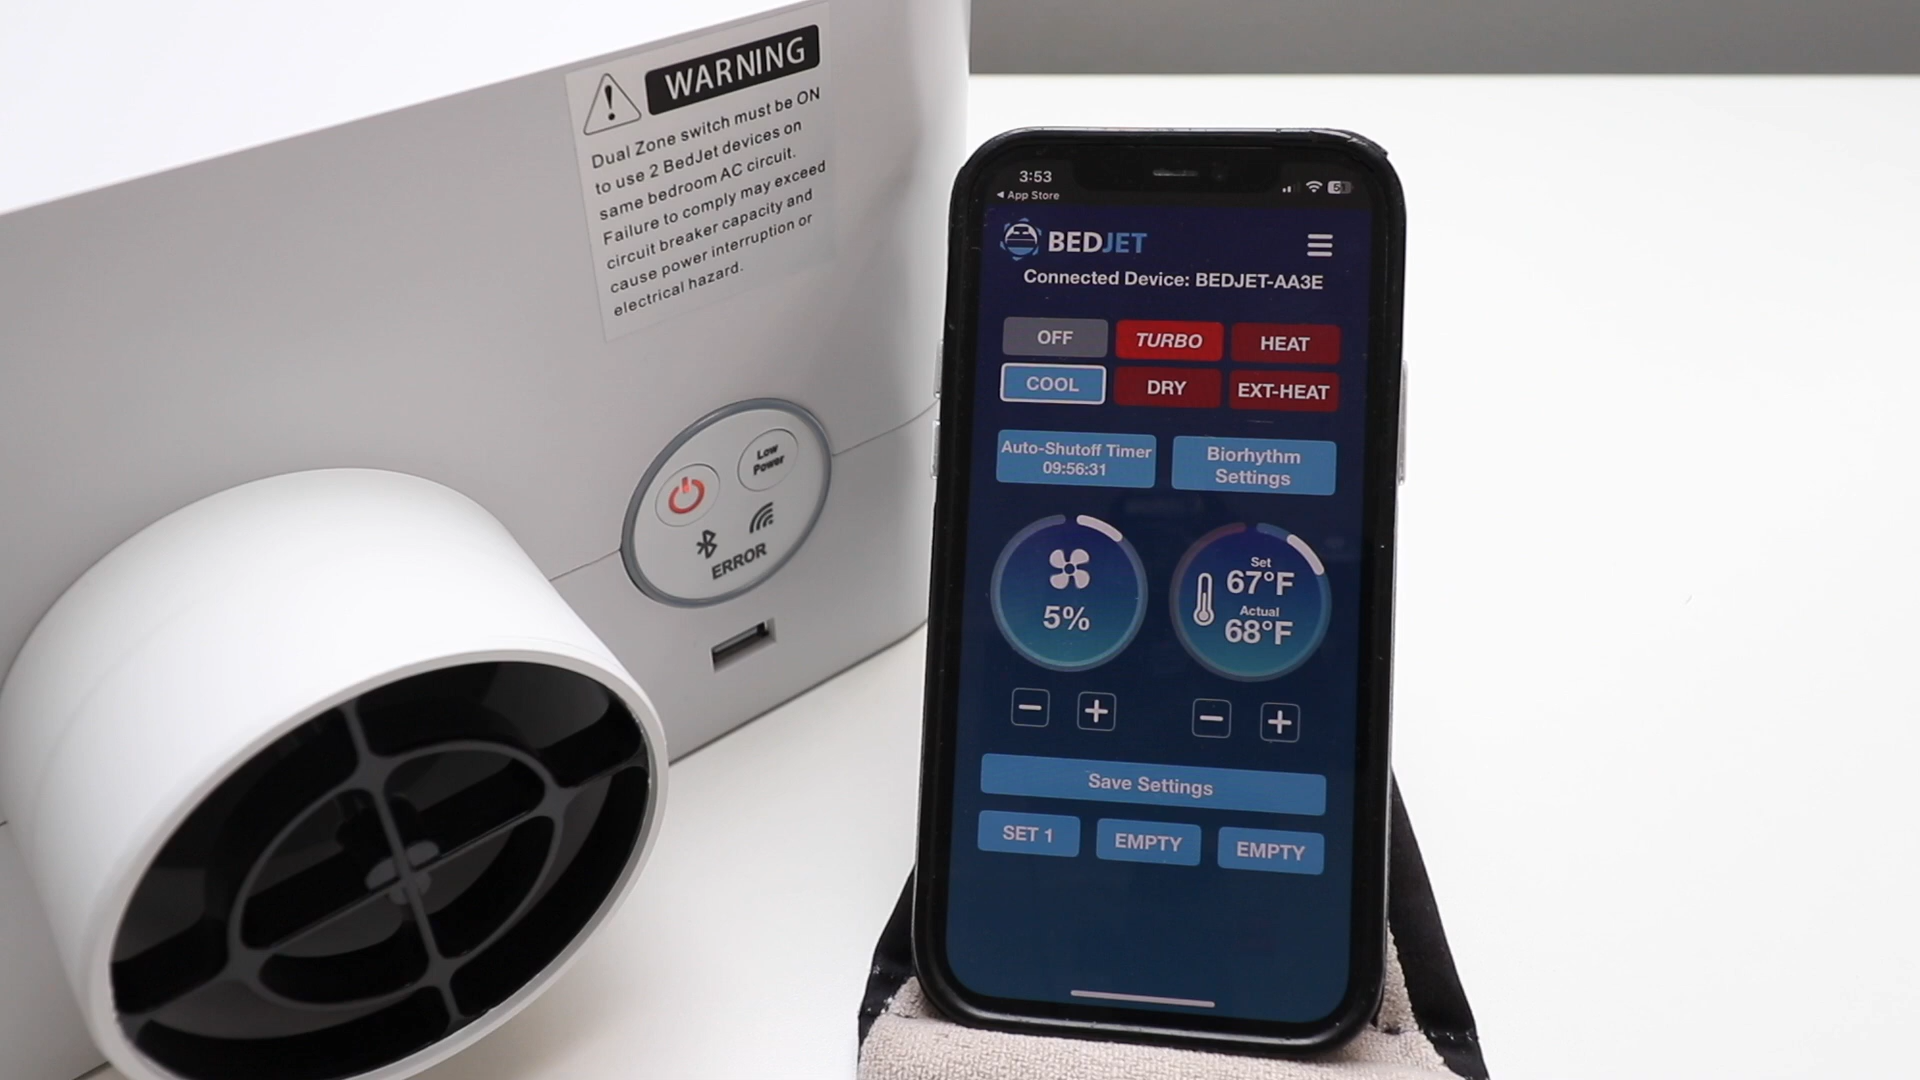 WARNING
Dual Zone switch must be ON
to use 2 BedJet devices on
same bedroom AC circuit.
Failure to comply may exceed
circuit breaker capacity and
cause power interruption or
electrical hazard.
Low
Power
ERROR
3:53
App Store
51
BEDJET
Connected Device: BEDJET-AA3E
OFF
TURBO
HEAT
COOL
DRY
EXT-HEAT
Auto-Shutoff Timer
09:56:31
Biorhythm
Settings
5%
Set
67°F
Actual
68°F
Save Settings
SET 1
EMPTY
EMPTY